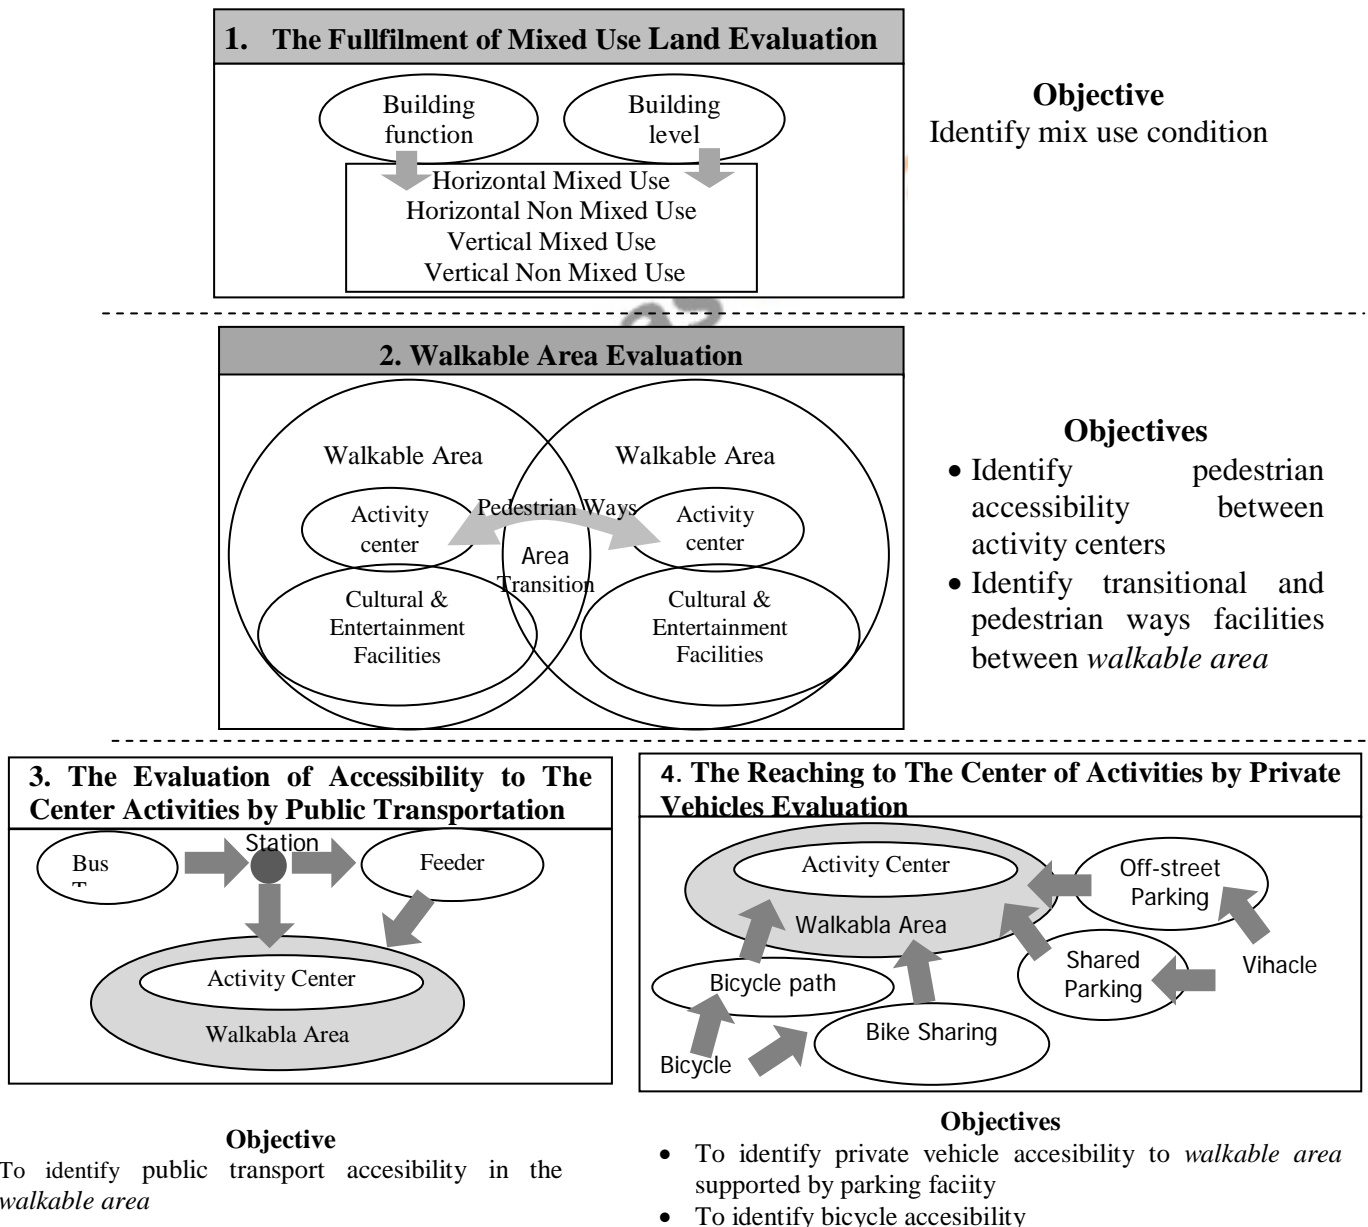 1. The Fullfilment of Mixed Use Land Evaluation
Building
function
Building
level
Horizontal Mixed Use
Horizontal Non Mixed Use
Vertical Mixed Use
Vertical Non Mixed Use
Objective
Identify mix use condition
as
2. Walkable Area Evaluation
Walkable Area
Walkable Area
Pedestrian Ways
Activity
center
Activity
center
Area
Transition
Cultural &
Entertainment
Facilities
Cultural &
Entertainment
Facilities
Objectives
• Identify pedestrian
accessibility between
activity centers
• Identify transitional and
pedestrian ways facilities
between walkable area
3. The Evaluation of Accessibility to The
Center Activities by Public Transportation
Station
Bus
Feeder
Activity Center
Walkabla Area
Objective
To identify public transport accesibility in the
walkable area
4. The Reaching to The Center of Activities by Private
Vehicles Evaluation
Activity Center
Walkabla Area
Off-street
Parking
Shared
Parking
Vihacle
Bicycle path
Bike Sharing
Bicycle
Objectives
• To identify private vehicle accesibility to walkable area
supported by parking faciity
• To identify bicycle accesibility